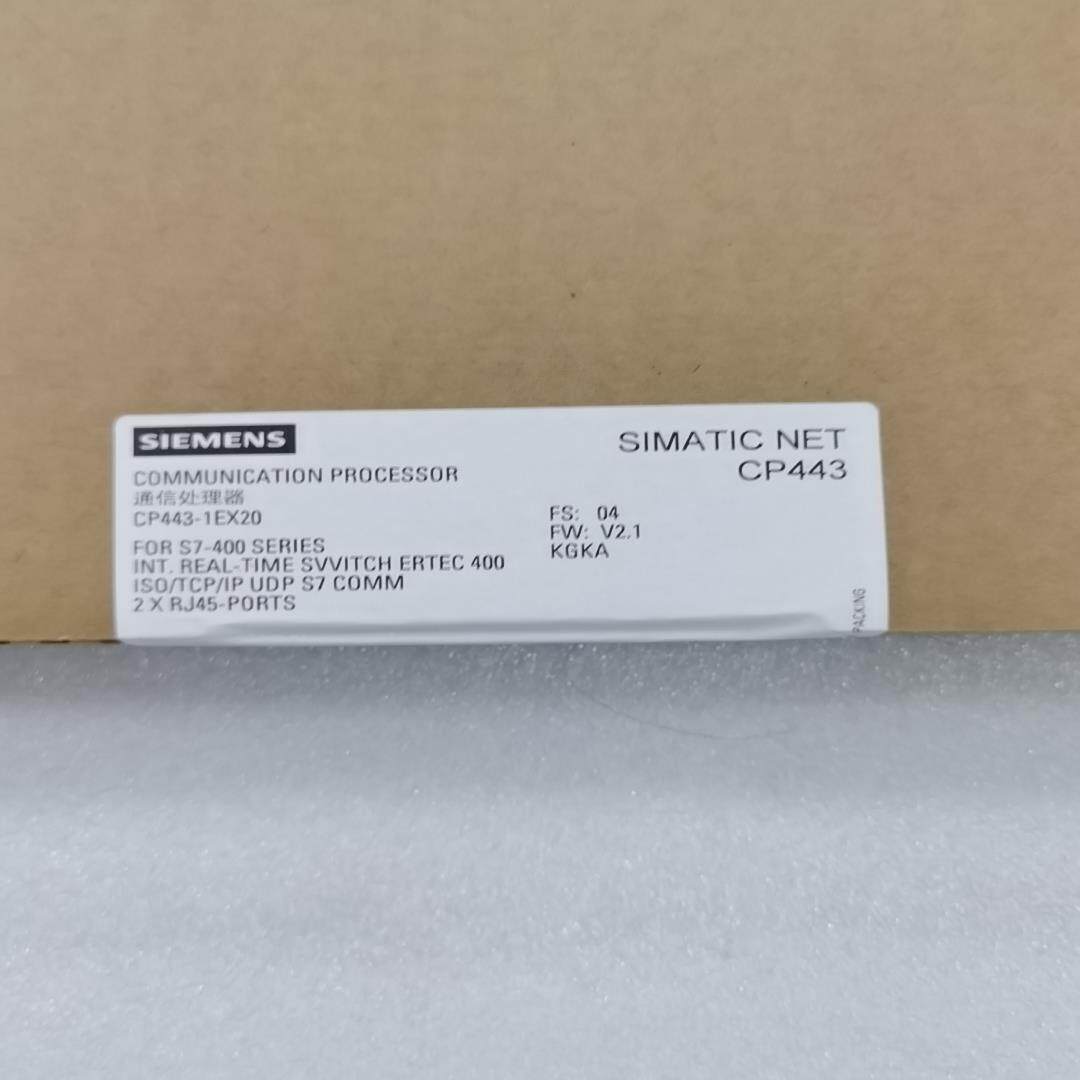 SIEMENS
SIMATIC NET
CP443
COMMUNICATION PROCESSOR
通信处理器
CP443-1EX20
FOR S7-400 SERIES
INT. REAL-TIME SVVITCH ERTEC 400
ISO/TCP/IP UDP S7 COMM
2 X RJ45-PORTS
FS: 04
FW: V2.1
KGKA
PACKING